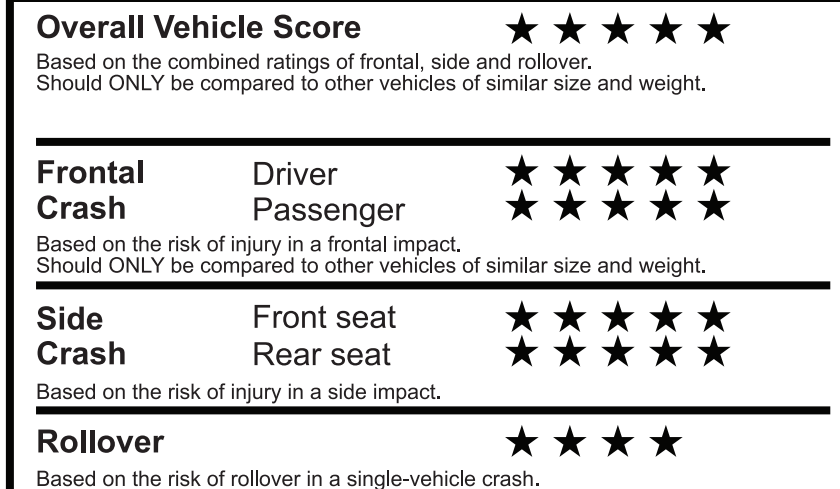 Overall Vehicle Score ★ ★ ★ ★ ★
Based on the combined ratings of frontal, side and rollover.
Should ONLY be compared to other vehicles of similar size and weight.
Frontal Driver ★ ★ ★ ★ ★
Crash Passenger ★ ★ ★ ★ ★
Based on the risk of injury in a frontal impact.
Should ONLY be compared to other vehicles of similar size and weight.
Side Front seat ★ ★ ★ ★ ★
Crash Rear seat ★ ★ ★ ★ ★
Based on the risk of injury in a side impact.
Rollover ★ ★ ★ ★
Based on the risk of rollover in a single-vehicle crash.